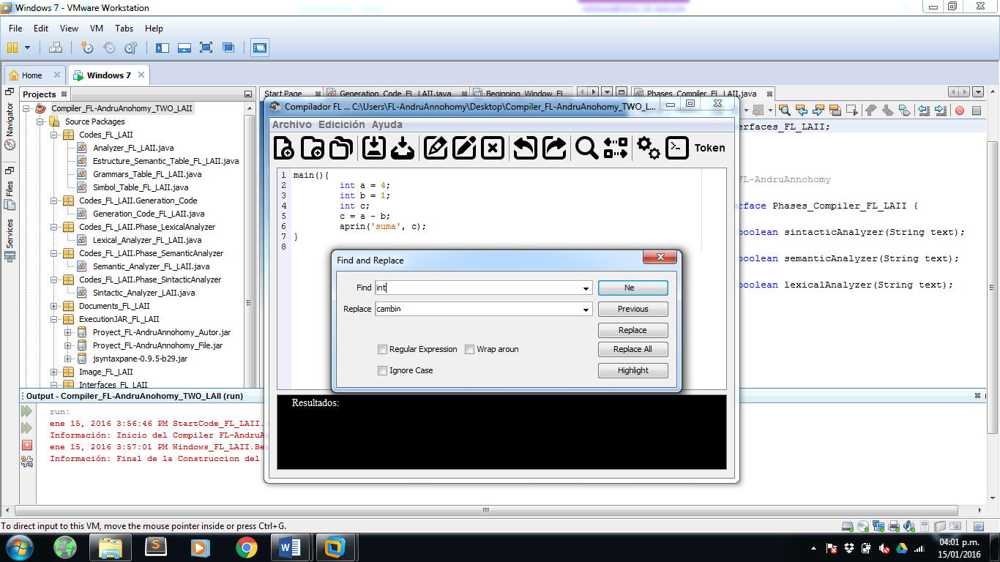 Windows 7 - VMware Workstation
File Edit View VM Tabs Help
Home Windows 7
Projects
Start Page Generation_Code_FL_LAII.java Beginning_Window_FL Phases_Compiler_FL_LAII.java
Navigator
Files
Services
Compiler_FL-AndruAnohomy_TWO_LAII
Source Packages
Codes_FL_LAII
Analyzer_FL_LAII.java
Estructure_Semantic_Table_FL_LAII.java
Grammars_Table_FL_LAII.java
Simbol_Table_FL_LAII.java
Codes_FL_LAII.Generation_Code
Generation_Code_FL_LAII.java
Codes_FL_LAII.Phase_LexicalAnalyzer
Lexical_Analyzer_FL_LAII.java
Codes_FL_LAII.Phase_SemanticAnalyzer
Semantic_Analyzer_FL_LAII.java
Codes_FL_LAII.Phase_SintacticAnalyzer
Sintactic_Analyzer_LAII.java
Documents_FL_LAII
ExecutionJAR_FL_LAII
Proyect_FL-AndruAnnohomy_Autor.jar
Proyect_FL-AndruAnnohomy_File.jar
jsyntaxpane-0.9.5-b29.jar
Image_FL_LAII
Interfaces_FL_LAII
Compilador FL ... C:\Users\FL-AndruAnnohomy\Desktop\Compiler_FL-AndruAnohomy_TWO_L...
Archivo Edicición Ayuda
Token
1 main(){
2 int a = 4;
3 int b = 1;
4 int c;
5 c = a - b;
6 aprin('suma', c);
7 }
8
Find and Replace
Find int Ne
Replace cambio Previous
Replace
Regular Expression Wrap aroun Replace All
Ignore Case Highlight
Resultados:
erfaces_FL_LAII;
FL-AndruAnnohomy
rface Phases_Compiler_FL_LAII {
boolean sintacticAnalyzer(String text);
boolean semanticAnalyzer(String text);
boolean lexicalAnalyzer(String text);
Output - Compiler_FL-AndruAnohomy_TWO_LAII (run)
run:
ene 15, 2016 3:56:46 PM StartCode_FL_LAII.
Información: Inicio del Compiler FL-AndruA
ene 15, 2016 3:57:01 PM Windows_FL_LAII.Be
Información: Final de la Construccion del
To direct input to this VM, move the mouse pointer inside or press Ctrl+G.
04:01 p.m.
15/01/2016